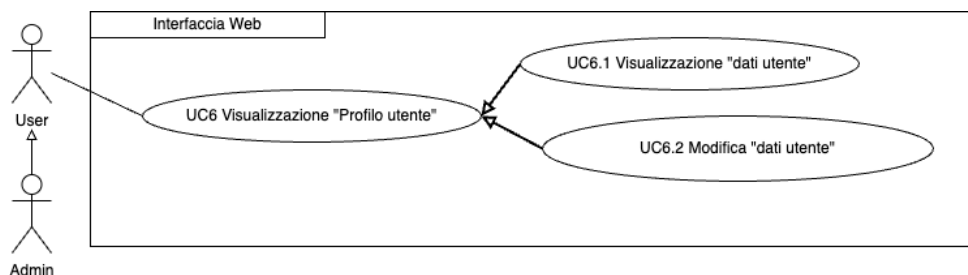 Interfaccia Web
UC6.1 Visualizzazione "dati utente"
UC6 Visualizzazione "Profilo utente"
User
UC6.2 Modifica "dati utente"
Admin